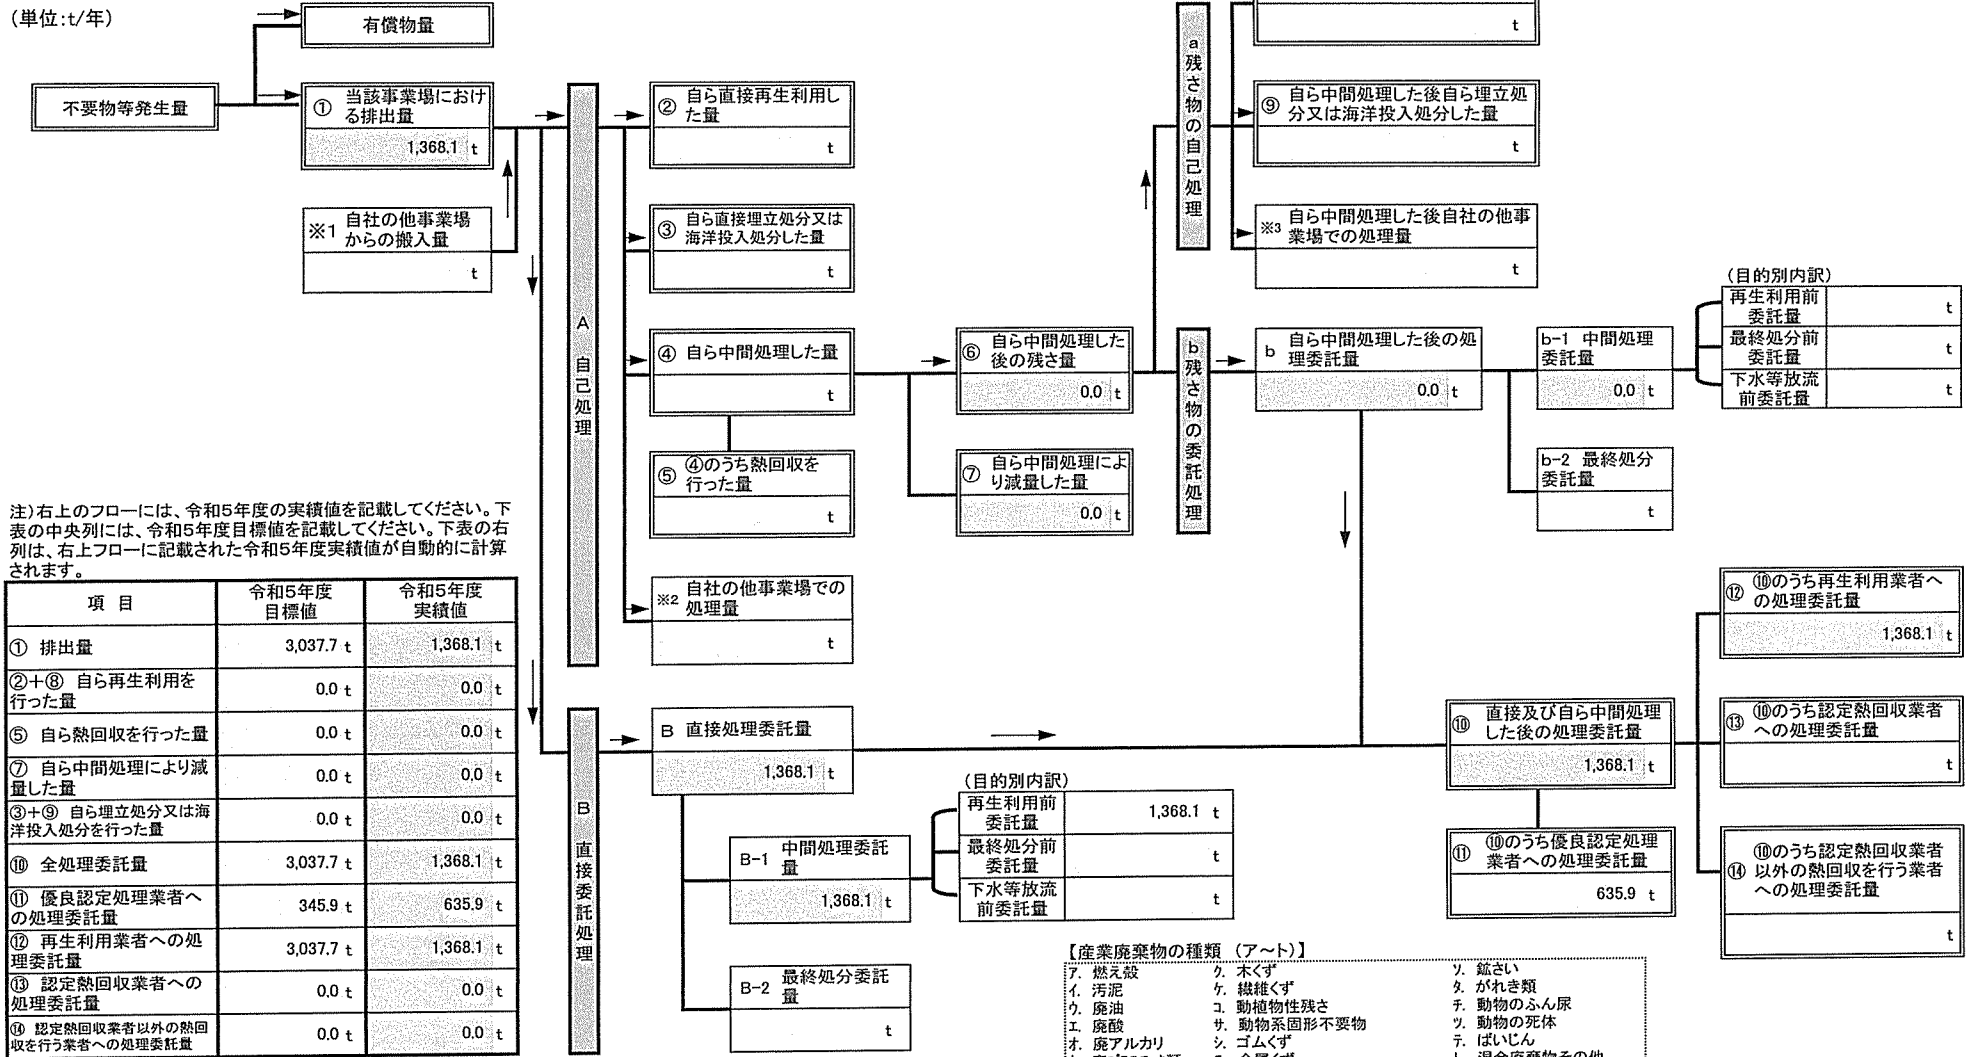 (単位:t/年)
有償物量
不要物等発生量
① 当該事業場におけ
る排出量
1,368.1 t
※1 自社の他事業場
からの搬入量
t
A 自己処理
② 自ら直接再生利用し
た量
t
③ 自ら直接埋立処分又は
海洋投入処分した量
t
④ 自ら中間処理した量
t
⑤ ④のうち熱回収を
行った量
t
※2 自社の他事業場での
処理量
t
⑥ 自ら中間処理した
後の残さ量
0.0 t
⑦ 自ら中間処理によ
り減量した量
0.0 t
a 残さ物の自己処理
t
⑨ 自ら中間処理した後自ら埋立処
分又は海洋投入処分した量
t
※3 自ら中間処理した後自社の他事
業場での処理量
t
b 残さ物の委託処理
b 自ら中間処理した後の処
理委託量
0.0 t
b-1 中間処理
委託量
0.0 t
b-2 最終処分
委託量
t
(目的別内訳)
再生利用前
委託量
t
最終処分前
委託量
t
下水等放流
前委託量
t
注)右上のフローには、令和5年度の実績値を記載してください。下
表の中央列には、令和5年度目標値を記載してください。下表の右
列は、右上フローに記載された令和5年度実績値が自動的に計算
されます。
項 目
令和5年度
目標値
令和5年度
実績値
① 排出量
3,037.7 t
1,368.1 t
②+⑧ 自ら再生利用を
行った量
0.0 t
0.0 t
⑤ 自ら熱回収を行った量
0.0 t
0.0 t
⑦ 自ら中間処理により減
量した量
0.0 t
0.0 t
③+⑨ 自ら埋立処分又は海
洋投入処分を行った量
0.0 t
0.0 t
⑩ 全処理委託量
3,037.7 t
1,368.1 t
⑪ 優良認定処理業者へ
の処理委託量
345.9 t
635.9 t
⑫ 再生利用業者への処
理委託量
3,037.7 t
1,368.1 t
⑬ 認定熱回収業者への
処理委託量
0.0 t
0.0 t
⑭ 認定熱回収業者以外の熱回
収を行う業者への処理委託量
0.0 t
0.0 t
B 直接委託処理
B 直接処理委託量
1,368.1 t
B-1 中間処理委託
量
1,368.1 t
B-2 最終処分委託
量
t
(目的別内訳)
再生利用前
委託量
1,368.1 t
最終処分前
委託量
t
下水等放流
前委託量
t
⑩ 直接及び自ら中間処理
した後の処理委託量
1,368.1 t
⑪ ⑩のうち優良認定処理
業者への処理委託量
635.9 t
⑫ ⑩のうち再生利用業者へ
の処理委託量
1,368.1 t
⑬ ⑩のうち認定熱回収業者
への処理委託量
t
⑭ ⑩のうち認定熱回収業者
以外の熱回収を行う業者
への処理委託量
t
【産業廃棄物の種類 (ア~ト)】
ア. 燃え殻
イ. 汚泥
ウ. 廃油
エ. 廃酸
オ. 廃アルカリ
ク. 木くず
ケ. 繊維くず
コ. 動植物性残さ
サ. 動物系固形不要物
シ. ゴムくず
ソ. 鉱さい
タ. がれき類
チ. 動物のふん尿
ツ. 動物の死体
テ. ばいじん